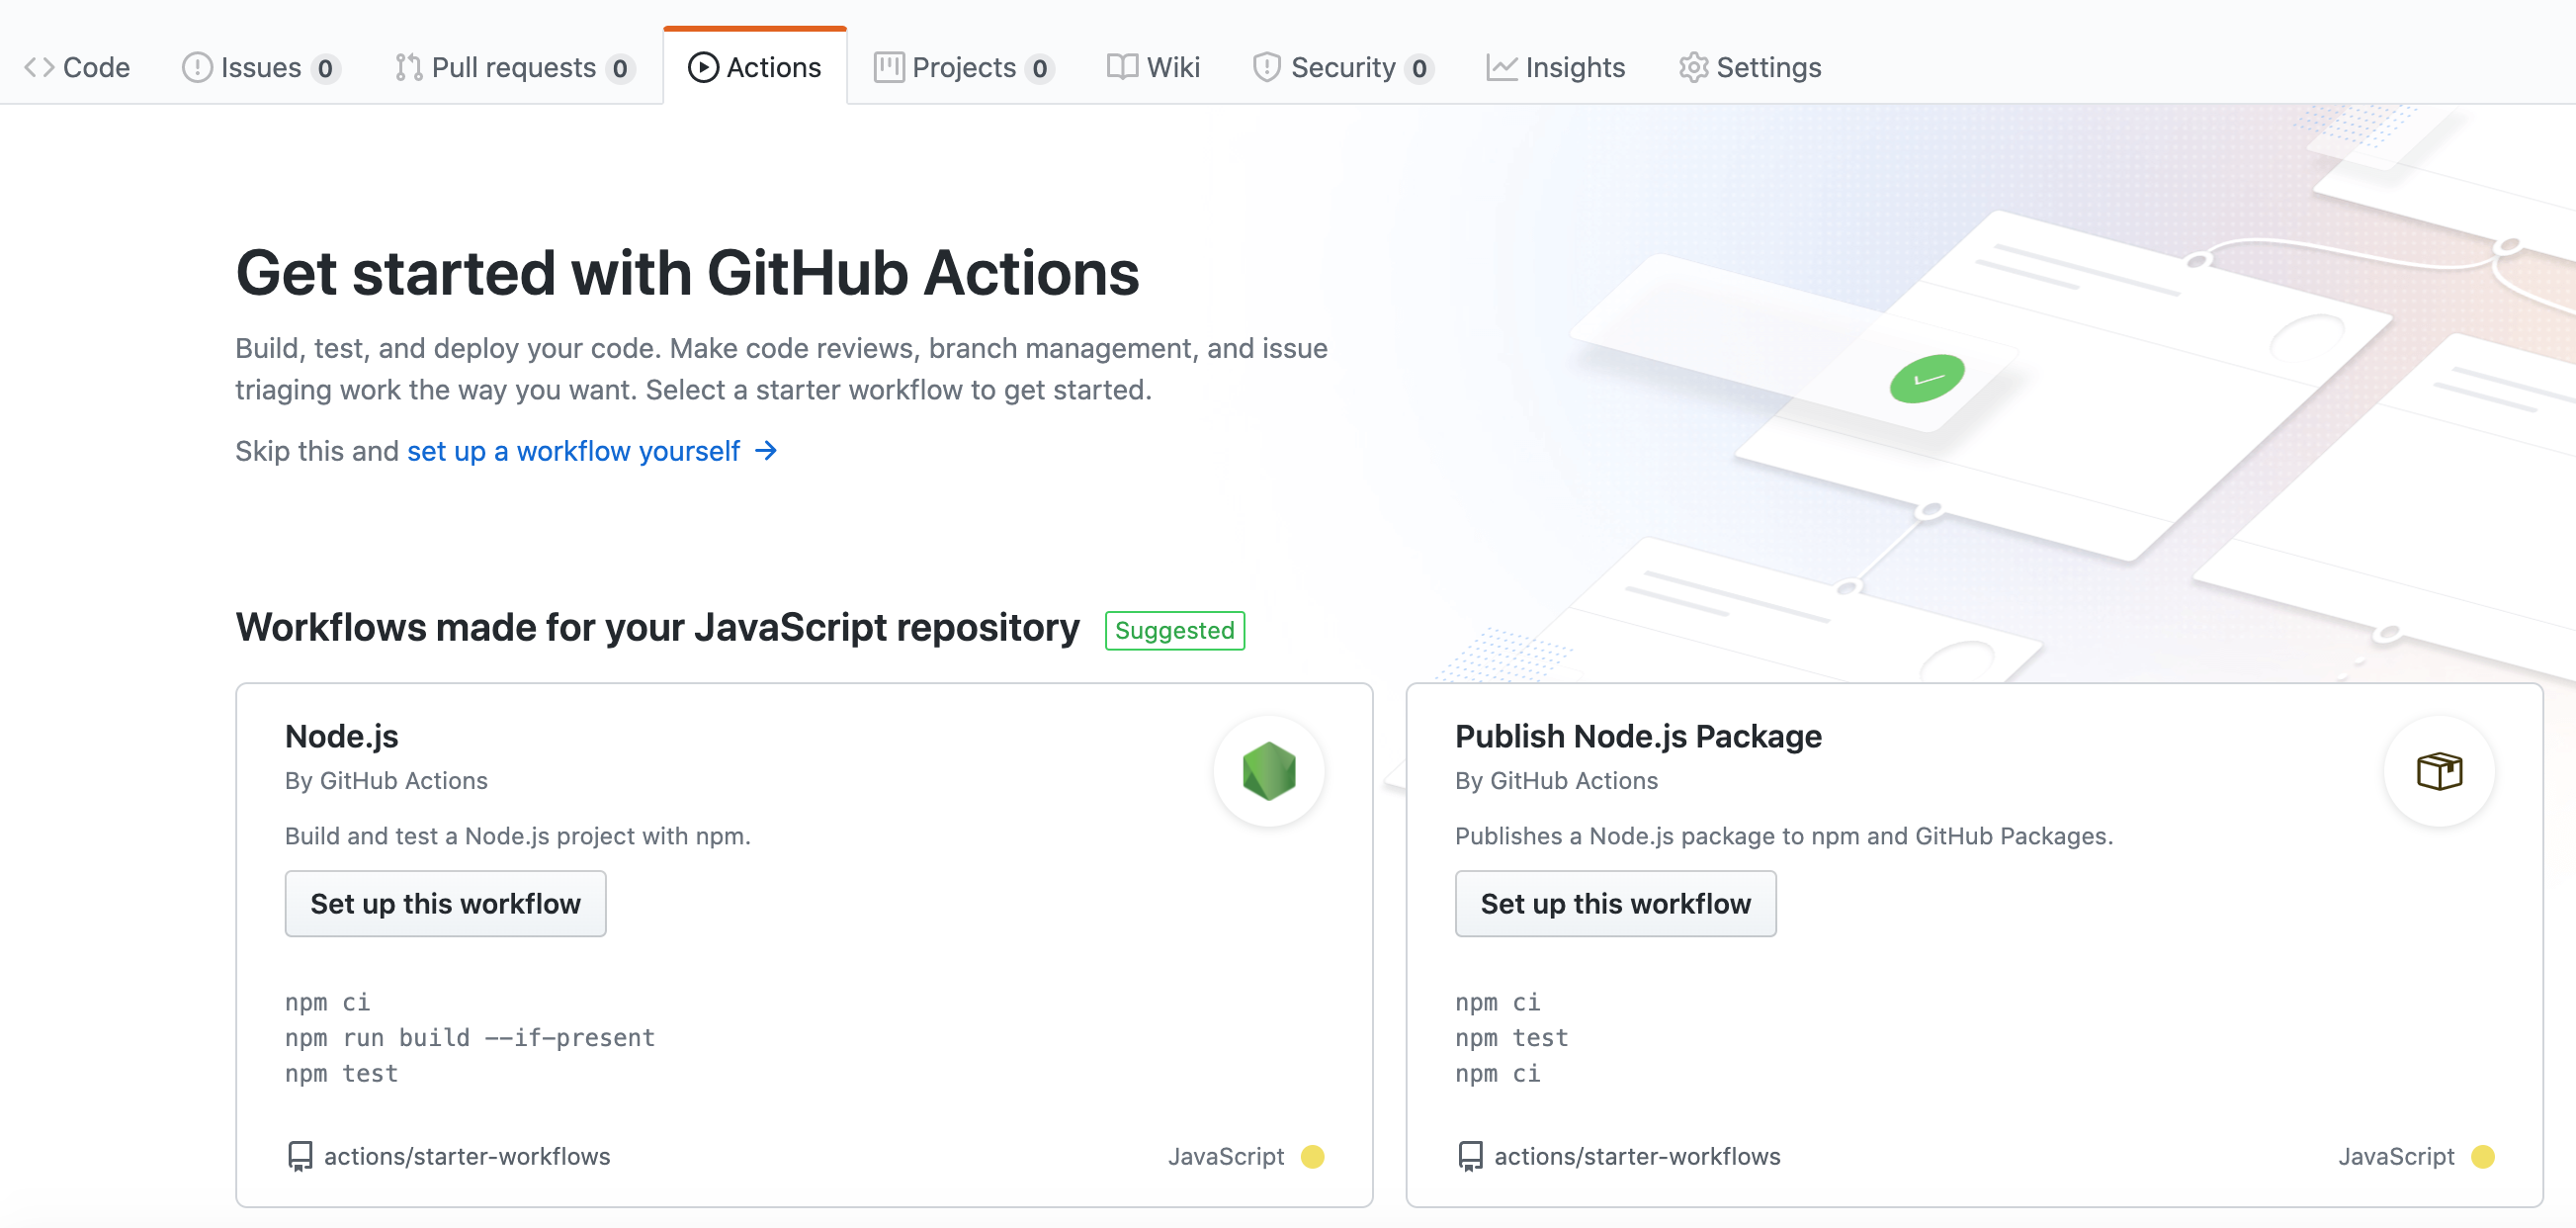 Code Issues 0 Pull requests 0 Actions Projects 0 Wiki Security 0 Insights Settings
Get started with GitHub Actions
Build, test, and deploy your code. Make code reviews, branch management, and issue
triaging work the way you want. Select a starter workflow to get started.
Skip this and set up a workflow yourself →
Workflows made for your JavaScript repository Suggested
Node.js
By GitHub Actions
Build and test a Node.js project with npm.
Set up this workflow
npm ci
npm run build --if-present
npm test
actions/starter-workflows JavaScript
Publish Node.js Package
By GitHub Actions
Publishes a Node.js package to npm and GitHub Packages.
Set up this workflow
npm ci
npm test
npm ci
actions/starter-workflows JavaScript